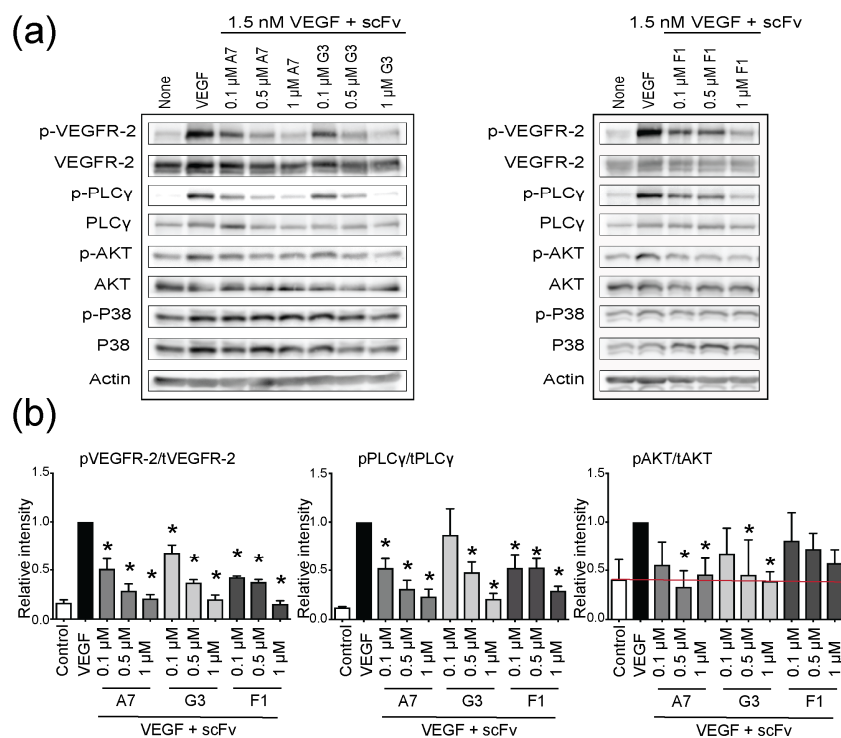 (a)
1.5 nM VEGF + scFv
None
VEGF
0.1 µM A7
0.5 µM A7
1 µM A7
0.1 µM G3
0.5 µM G3
1 µM G3
p-VEGFR-2
VEGFR-2
p-PLCγ
PLCγ
p-AKT
AKT
p-P38
P38
Actin
1.5 nM VEGF + scFv
None
VEGF
0.1 µM F1
0.5 µM F1
1 µM F1
p-VEGFR-2
VEGFR-2
p-PLCγ
PLCγ
p-AKT
AKT
p-P38
P38
Actin
(b)
pVEGFR-2/tVEGFR-2
Relative intensity
1.5
1.0
0.5
0.0
* * * * * * * * *
Control
VEGF
0.1 µM
0.5 µM
1 µM
0.1 µM
0.5 µM
1 µM
0.1 µM
0.5 µM
1 µM
A7 G3 F1
VEGF + scFv
pPLCγ/tPLCγ
Relative intensity
1.5
1.0
0.5
0.0
* * * * * * * *
Control
VEGF
0.1 µM
0.5 µM
1 µM
0.1 µM
0.5 µM
1 µM
0.1 µM
0.5 µM
1 µM
A7 G3 F1
VEGF + scFv
pAKT/tAKT
Relative intensity
1.5
1.0
0.5
0.0
* * * *
Control
VEGF
0.1 µM
0.5 µM
1 µM
0.1 µM
0.5 µM
1 µM
0.1 µM
0.5 µM
1 µM
A7 G3 F1
VEGF + scFv